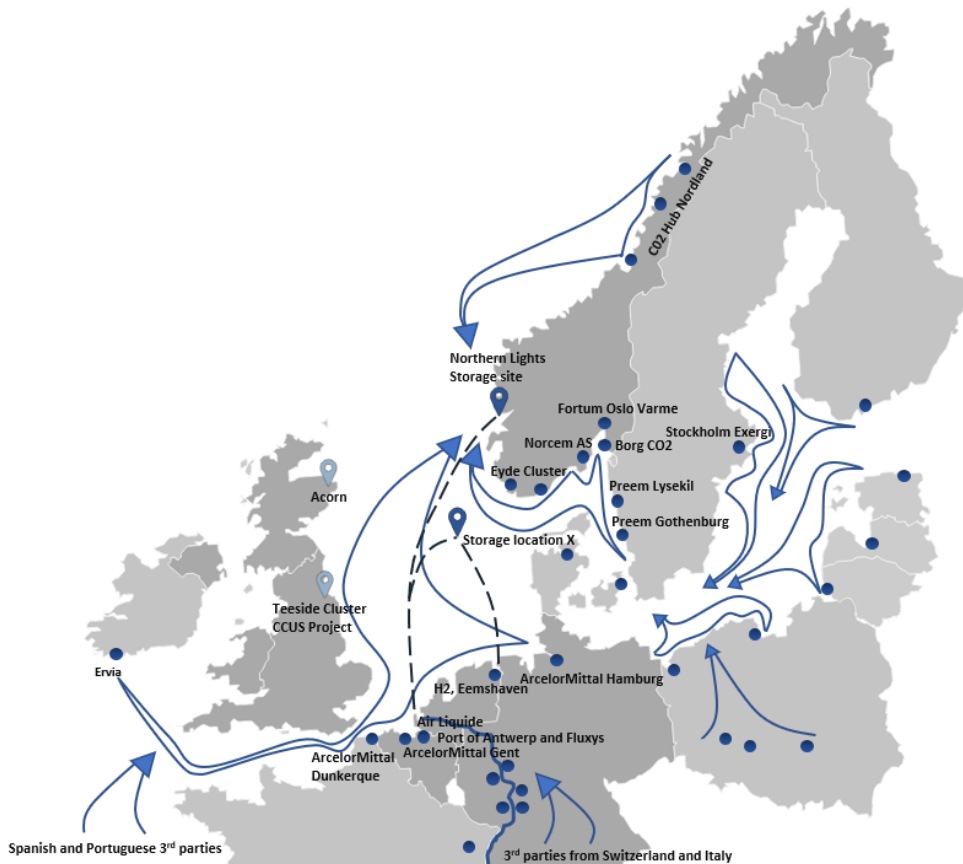 C02 Hub Nordland
Northern Lights
Storage site
Fortum Oslo Varme
Norcem AS
Borg CO2
Stockholm Exergi
Eyde Cluster
Acorn
Preem Lysekil
Preem Gothenburg
Storage location X
Teeside Cluster
CCUS Project
Ervia
H2, Eemshaven
ArcelorMittal Hamburg
Air Liquide
Port of Antwerp and Fluxys
ArcelorMittal Gent
ArcelorMittal
Dunkerque
Spanish and Portuguese 3rd parties
3rd parties from Switzerland and Italy